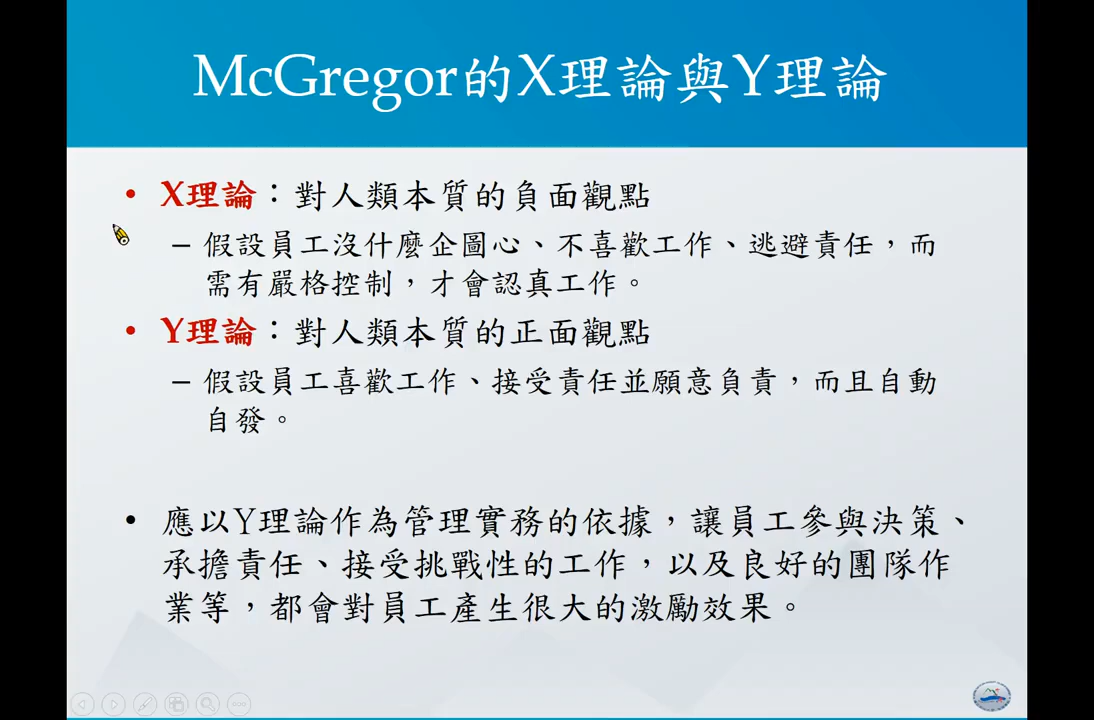 McGregor的X理論與Y理論
• X理論：對人類本質的負面觀點
– 假設員工沒什麼企圖心、不喜歡工作、逃避責任，而
需有嚴格控制，才會認真工作。
• Y理論：對人類本質的正面觀點
– 假設員工喜歡工作、接受責任並願意負責，而且自動
自發。
• 應以Y理論作為管理實務的依據，讓員工參與決策、
承擔責任、接受挑戰性的工作，以及良好的團隊作
業等，都會對員工產生很大的激勵效果。